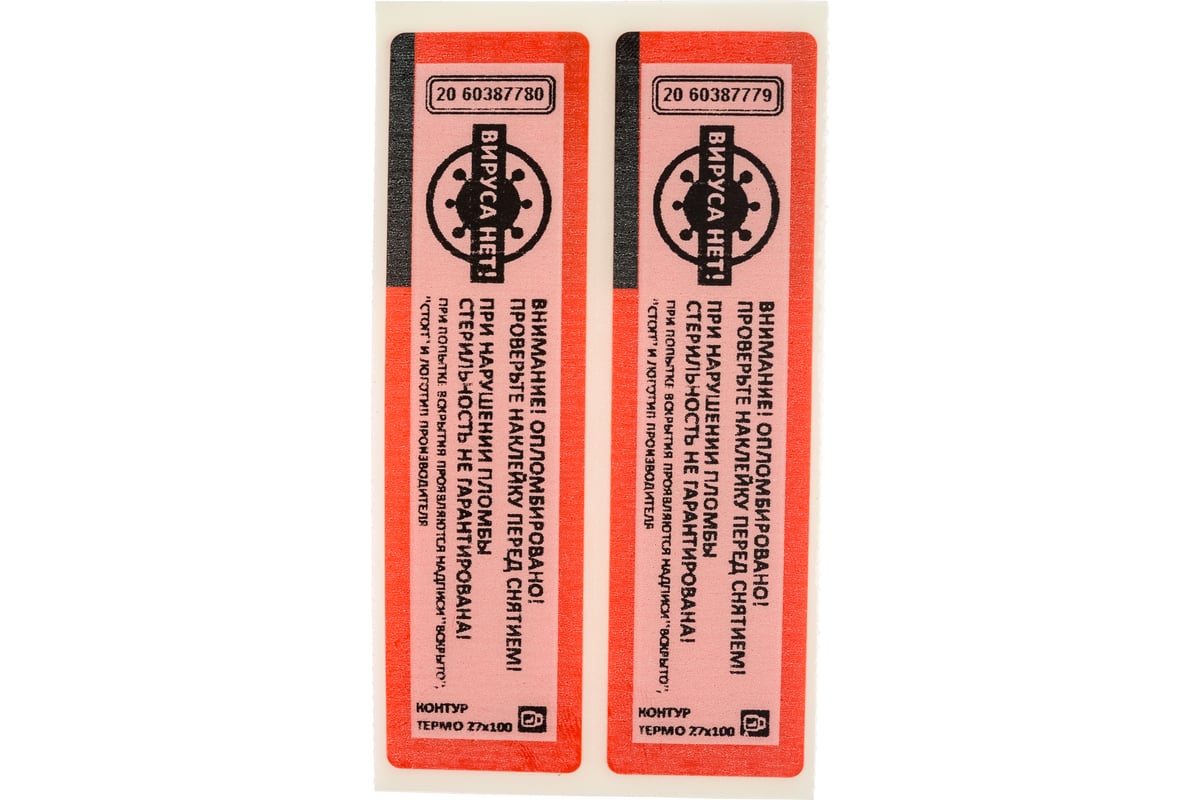 20 60387780
ВИРУСА НЕТ!
ВНИМАНИЕ! ОПЛОМБИРОВАНО!
ПРОВЕРЬТЕ НАКЛЕЙКУ ПЕРЕД СНЯТИЕМ!
ПРИ НАРУШЕНИИ ПЛОМБЫ
СТЕРИЛЬНОСТЬ НЕ ГАРАНТИРОВАНА!
ПРИ ПОПЫТКЕ ВСКРЫТИЯ ПРОЯВЛЯЮТСЯ НАДПИСИ "ВСКРЫТО",
"СТОП" И ЛОГОТИП ПРОИЗВОДИТЕЛЯ
КОНТУР
ТЕРМО 27x100
20 60387779
ВИРУСА НЕТ!
ВНИМАНИЕ! ОПЛОМБИРОВАНО!
ПРОВЕРЬТЕ НАКЛЕЙКУ ПЕРЕД СНЯТИЕМ!
ПРИ НАРУШЕНИИ ПЛОМБЫ
СТЕРИЛЬНОСТЬ НЕ ГАРАНТИРОВАНА!
ПРИ ПОПЫТКЕ ВСКРЫТИЯ ПРОЯВЛЯЮТСЯ НАДПИСИ "ВСКРЫТО",
"СТОП" И ЛОГОТИП ПРОИЗВОДИТЕЛЯ
КОНТУР
ТЕРМО 27x100